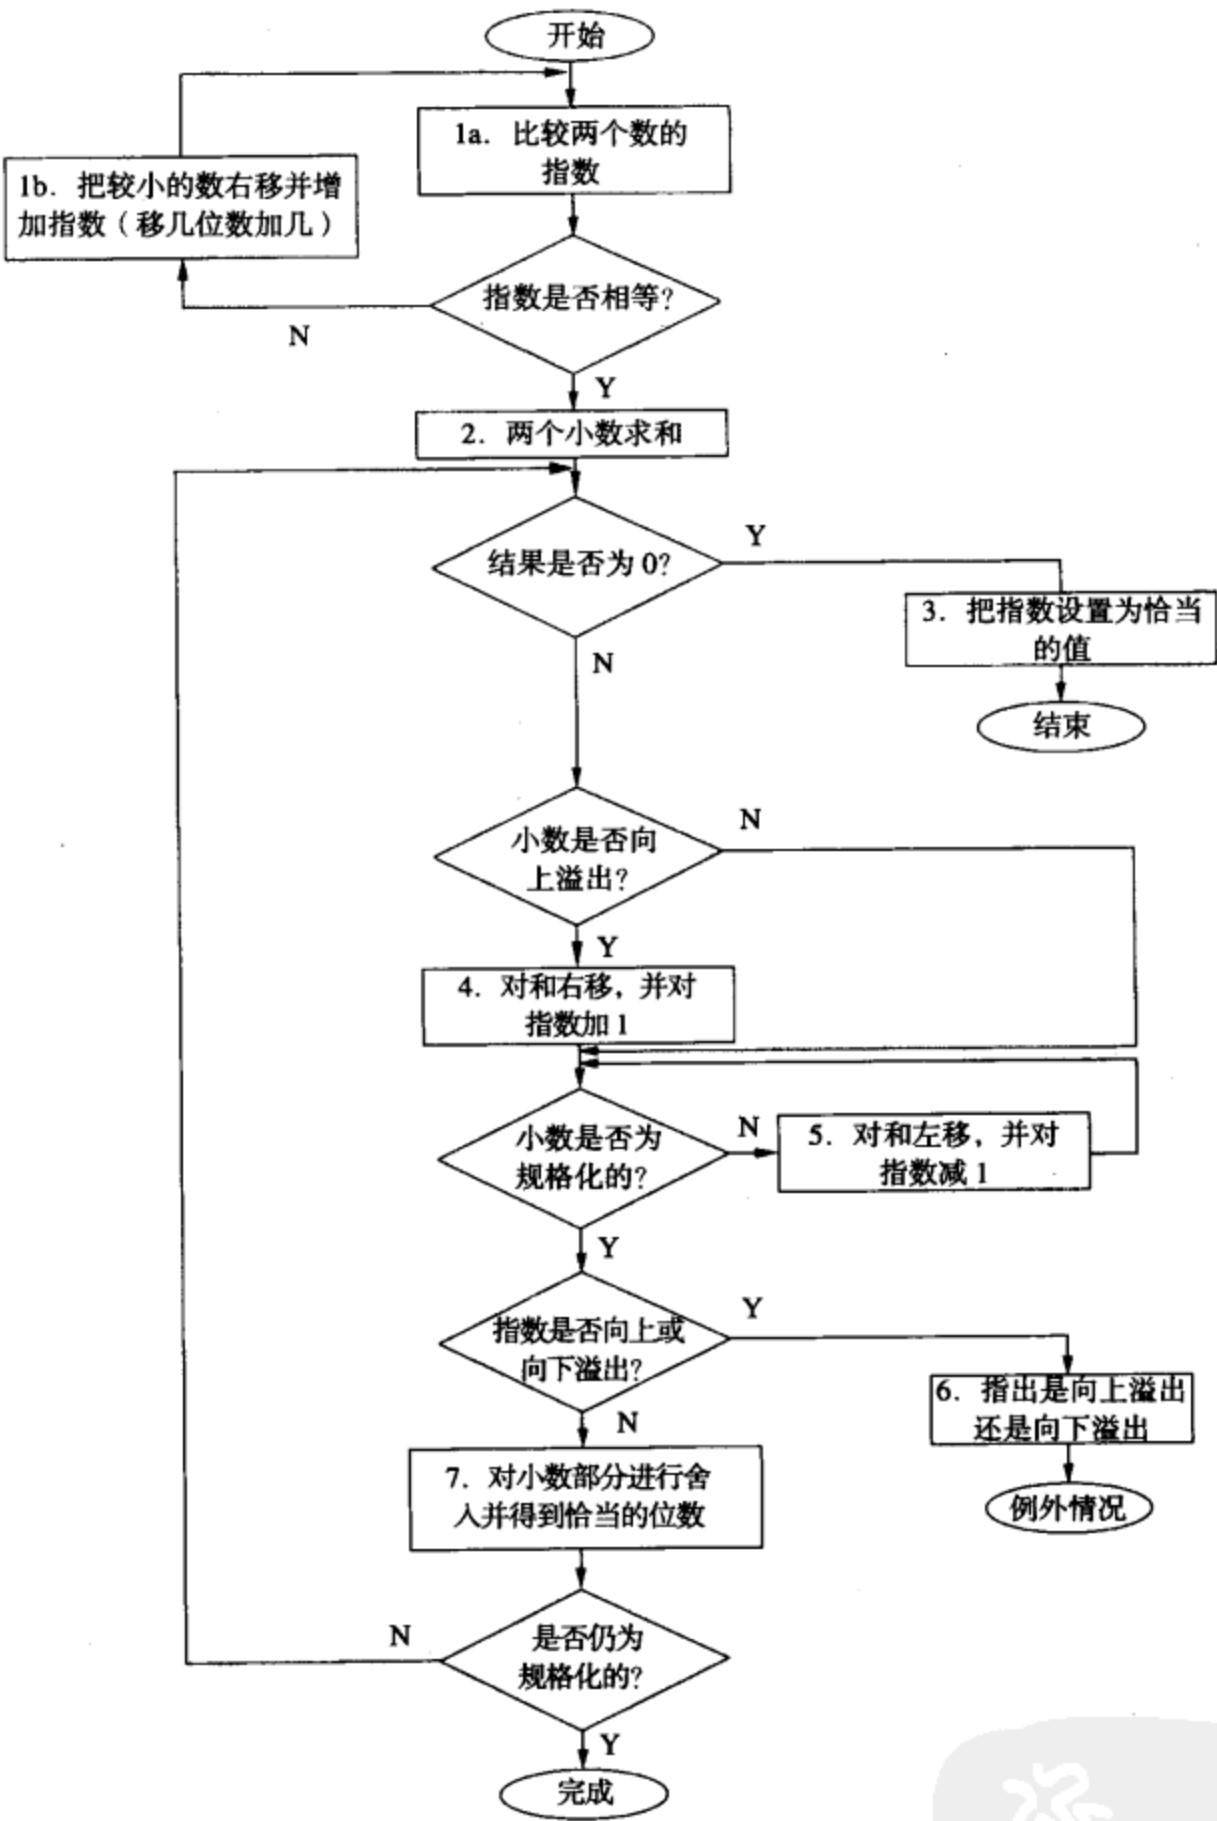 开始
1a. 比较两个数的
指数
1b. 把较小的数右移并增
加指数（移几位数加几）
指数是否相等?
N
Y
2. 两个小数求和
结果是否为 0?
Y
3. 把指数设置为恰当
的值
结束
N
小数是否向
上溢出?
N
Y
4. 对和右移，并对
指数加 1
小数是否为
规格化的?
N
5. 对和左移，并对
指数减 1
Y
指数是否向上或
向下溢出?
Y
6. 指出是向上溢出
还是向下溢出
例外情况
N
7. 对小数部分进行舍
入并得到恰当的位数
是否仍为
规格化的?
N
Y
完成